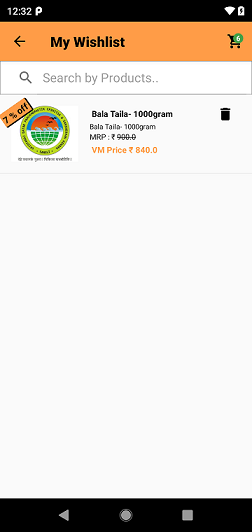 12:32
My Wishlist
6
Search by Products..
7 % off
Bala Taila- 1000gram
Bala Taila- 1000gram
MRP : ₹ 900.0
VM Price ₹ 840.0